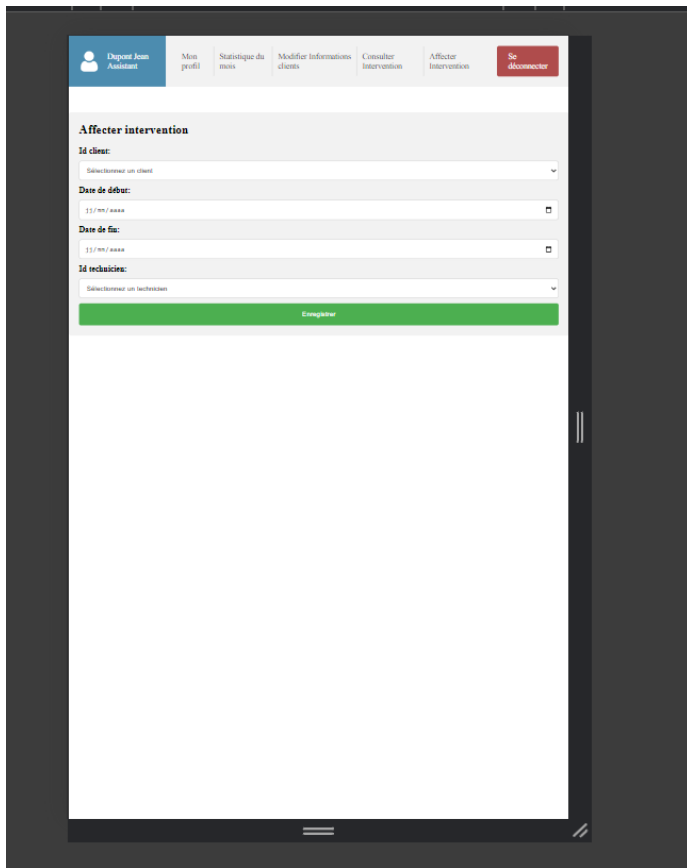 Dupont Jean
Assistant
Mon
profil
Statistique du
mois
Modifier Informations
clients
Consulter
Intervention
Affecter
Intervention
Se
déconnecter
Affecter intervention
Id client:
Sélectionnez un client
Date de début:
jj/mm/aaaa
Date de fin:
jj/mm/aaaa
Id technicien:
Sélectionnez un technicien
Enregistrer